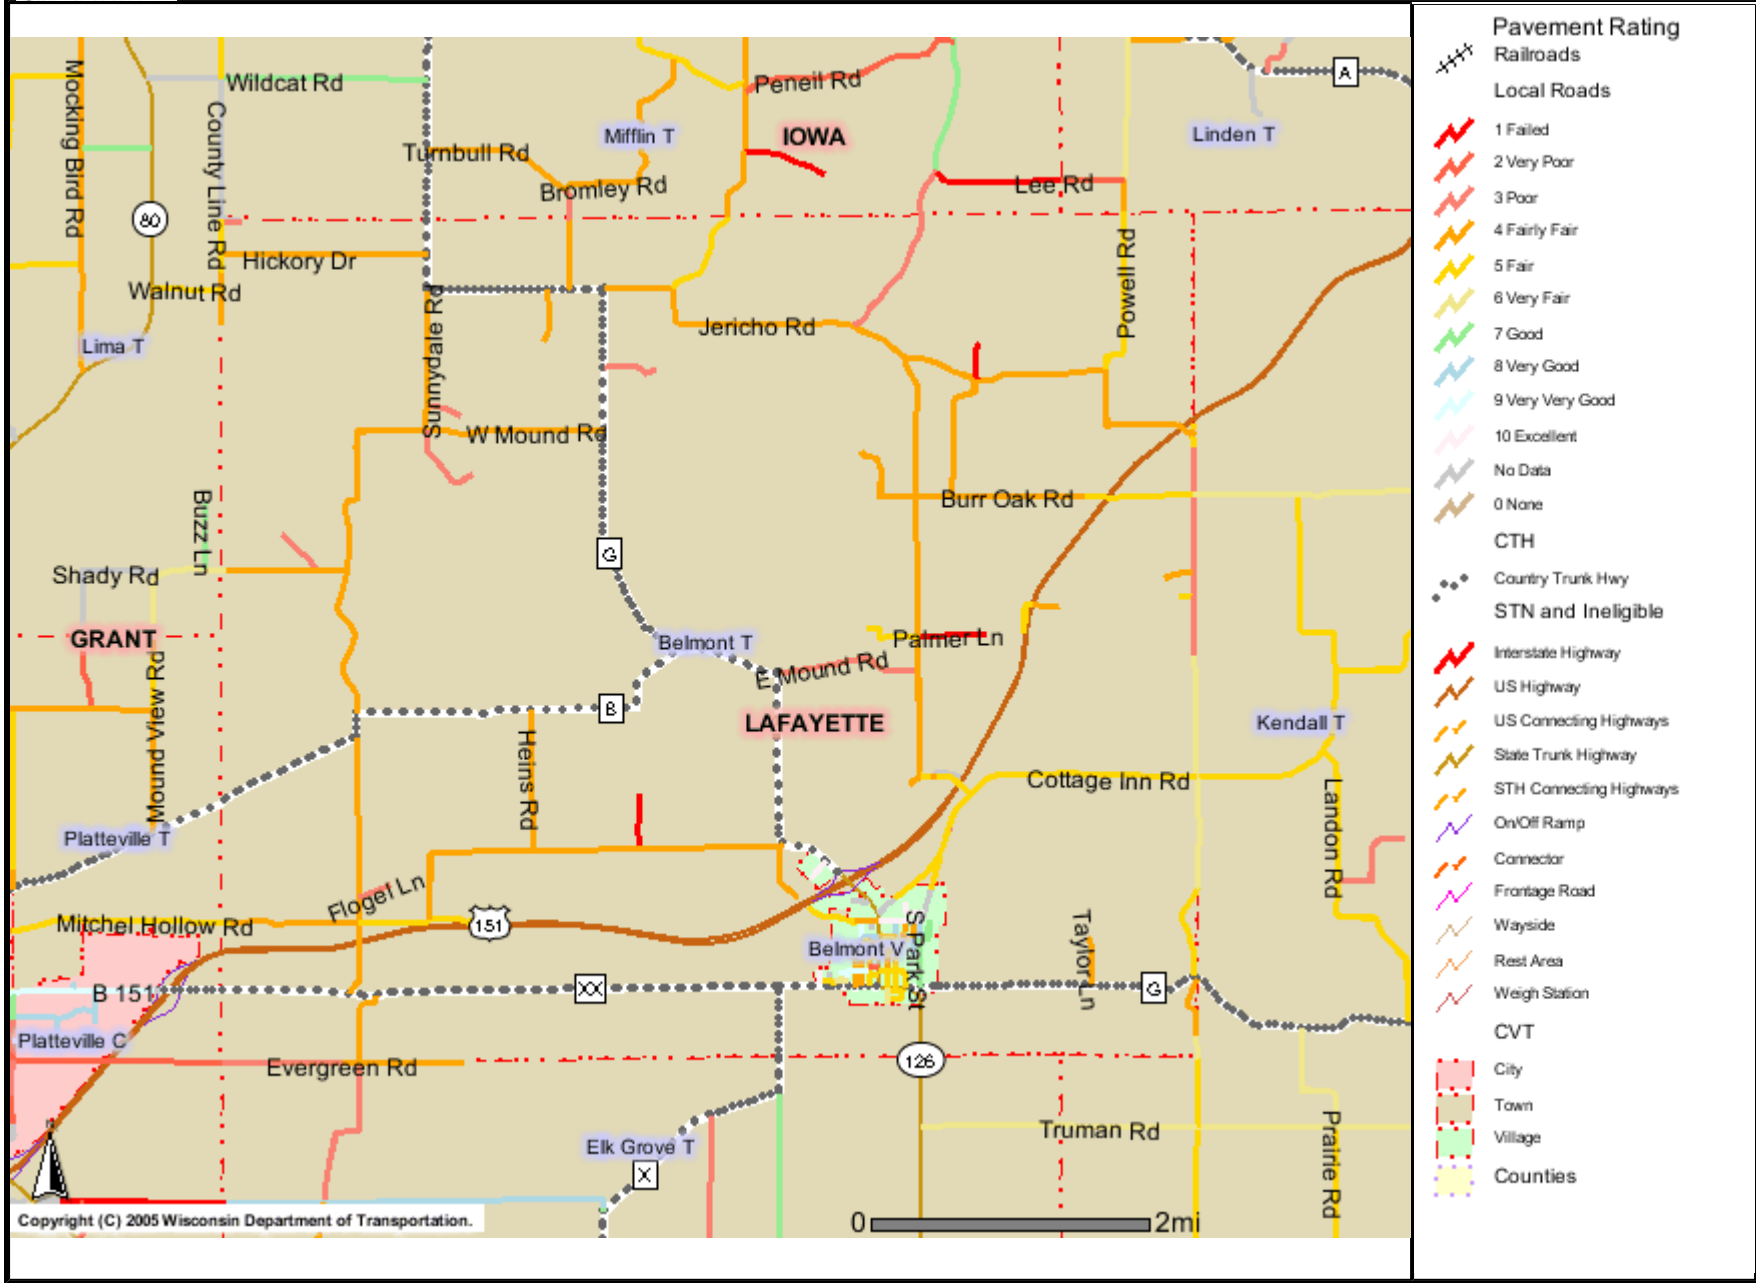 Wildcat Rd
Peneil Rd
A
Mocking Bird Rd
County Line Rd
Mifflin T
IOWA
Linden T
Turnbull Rd
Bromley Rd
Lee Rd
80
Hickory Dr
Walnut Rd
Powell Rd
Lima T
Sunnydale Rd
Jericho Rd
W Mound Rd
Buzz Ln
Burr Oak Rd
G
Shady Rd
GRANT
Belmont T
Palmer Ln
E Mound Rd
Mound View Rd
B
LAFAYETTE
Kendall T
Heins Rd
Cottage Inn Rd
Landon Rd
Platteville T
Flogel Ln
Mitchel Hollow Rd
151
S Park St
Taylor Ln
Belmont V
B 151
XX
G
Platteville C
Evergreen Rd
126
Truman Rd
Prairie Rd
Elk Grove T
X
n
Copyright (C) 2005 Wisconsin Department of Transportation.
0 2mi
Pavement Rating
Railroads
Local Roads
1 Failed
2 Very Poor
3 Poor
4 Fairly Fair
5 Fair
6 Very Fair
7 Good
8 Very Good
9 Very Very Good
10 Excellent
No Data
0 None
CTH
Country Trunk Hwy
STN and Ineligible
Interstate Highway
US Highway
US Connecting Highways
State Trunk Highway
STH Connecting Highways
On/Off Ramp
Connector
Frontage Road
Wayside
Rest Area
Weigh Station
CVT
City
Town
Village
Counties